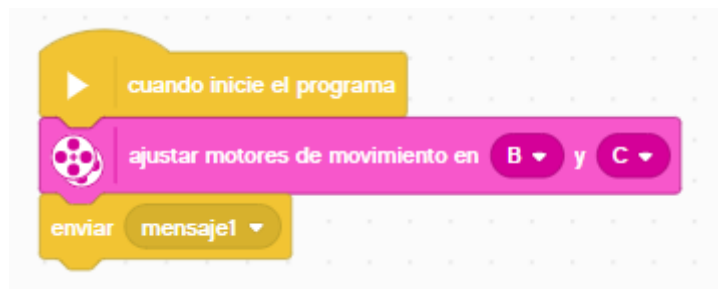 cuando inicie el programa
ajustar motores de movimiento en B y C
enviar mensaje1